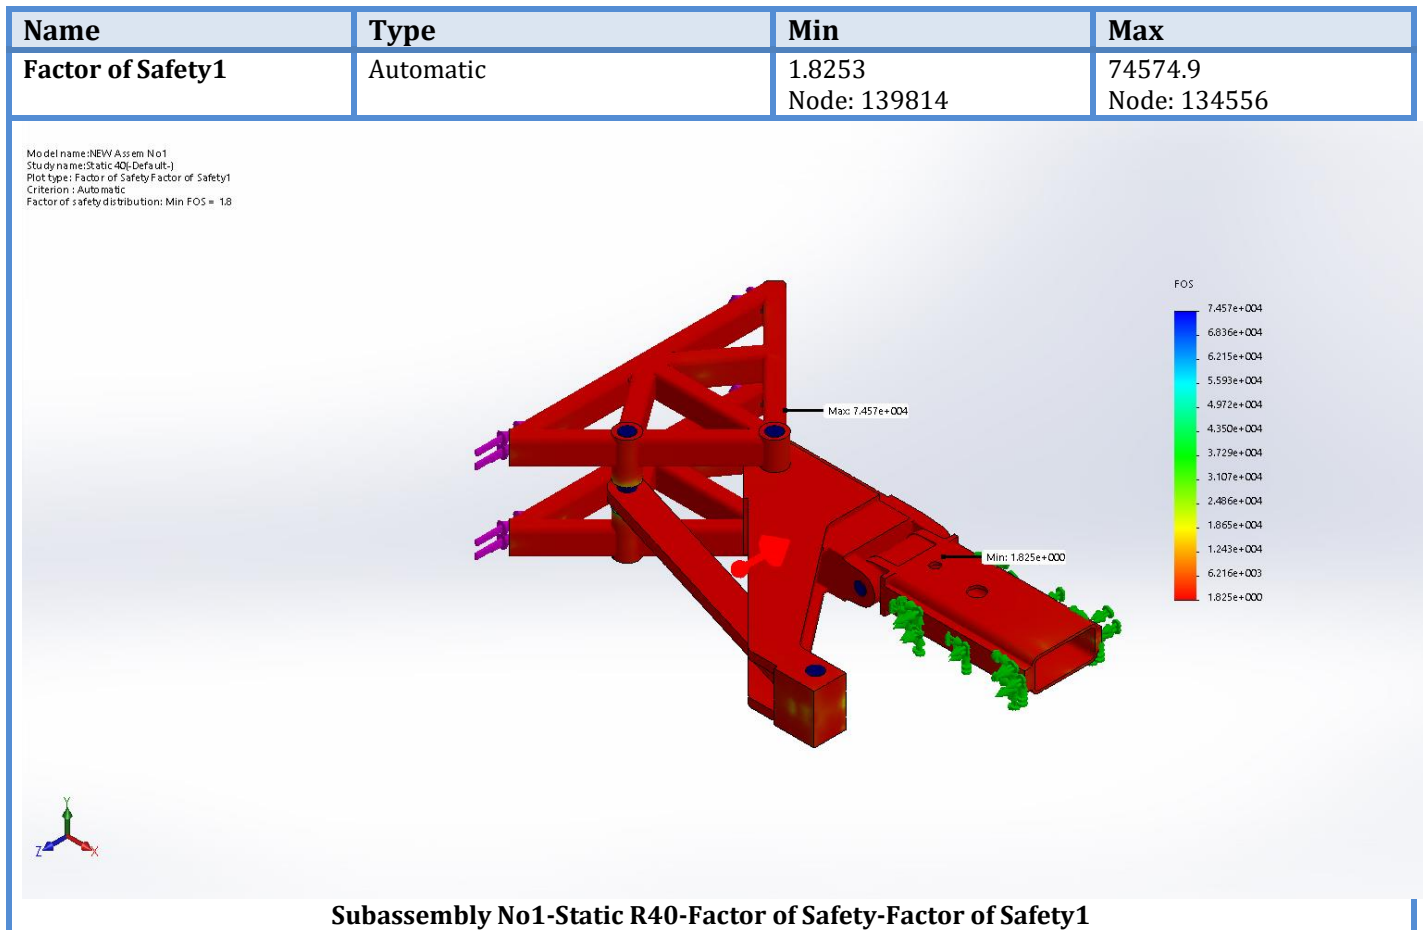 Name Type Min Max
Factor of Safety1 Automatic 1.8253 74574.9
Node: 139814 Node: 134556
Model name:NEW Assem No1
Study name:Static 40(-Default-)
Plot type: Factor of Safety Factor of Safety1
Criterion : Automatic
Factor of safety distribution: Min FOS = 1.8
FOS
7.457e+004
6.836e+004
6.215e+004
5.593e+004
4.972e+004
4.350e+004
3.729e+004
3.107e+004
2.486e+004
1.865e+004
1.243e+004
6.216e+003
1.825e+000
Max: 7.457e+004
Min: 1.825e+000
Y
Z
X
Subassembly No1-Static R40-Factor of Safety-Factor of Safety1